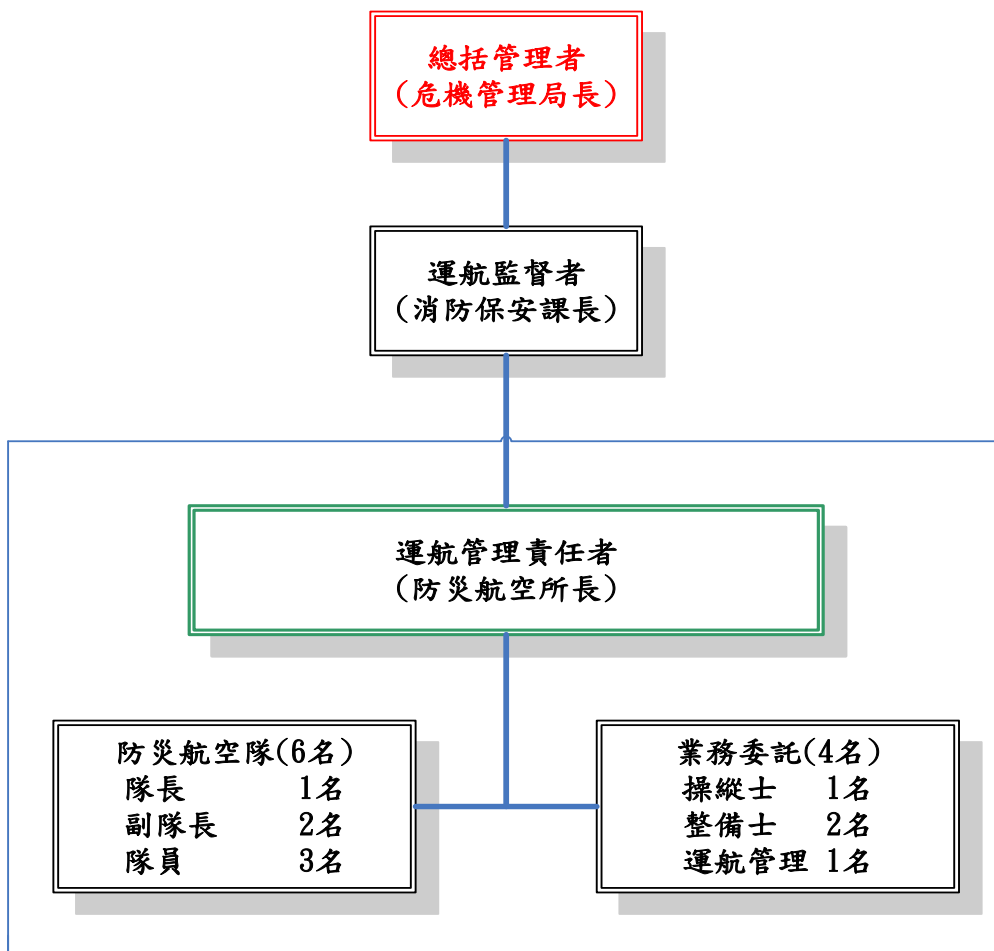 總括管理者
(危機管理局長)
運航監督者
(消防保安課長)
運航管理責任者
(防災航空所長)
防災航空隊(6名)
隊長 1名
副隊長 2名
隊員 3名
業務委託(4名)
操縱士 1名
整備士 2名
運航管理 1名